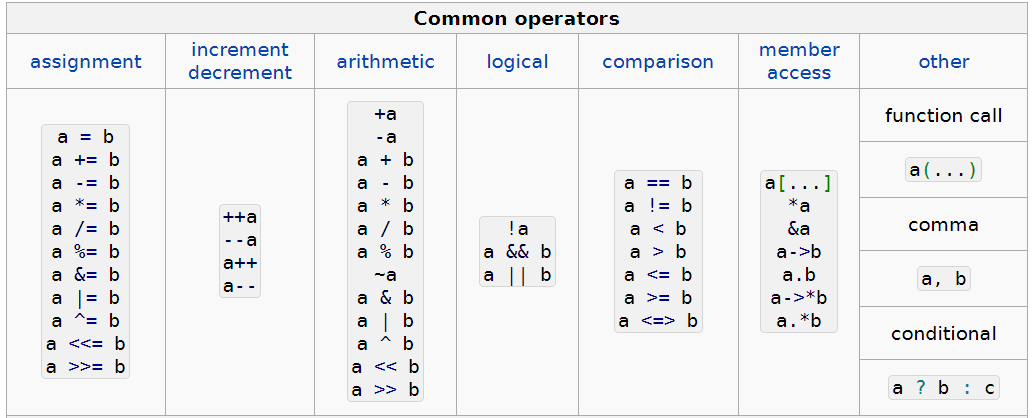 Common operators
assignment
increment
decrement
arithmetic
logical
comparison
member
access
other
a = b
a += b
a -= b
a *= b
a /= b
a %= b
a &= b
a |= b
a ^= b
a <<= b
a >>= b
++a
--a
a++
a--
+a
-a
a + b
a - b
a * b
a / b
a % b
~a
a & b
a | b
a ^ b
a << b
a >> b
!a
a && b
a || b
a == b
a != b
a < b
a > b
a <= b
a >= b
a <=> b
a[...]
*a
&a
a->b
a.b
a->*b
a.*b
function call
a(...)
comma
a, b
conditional
a ? b : c